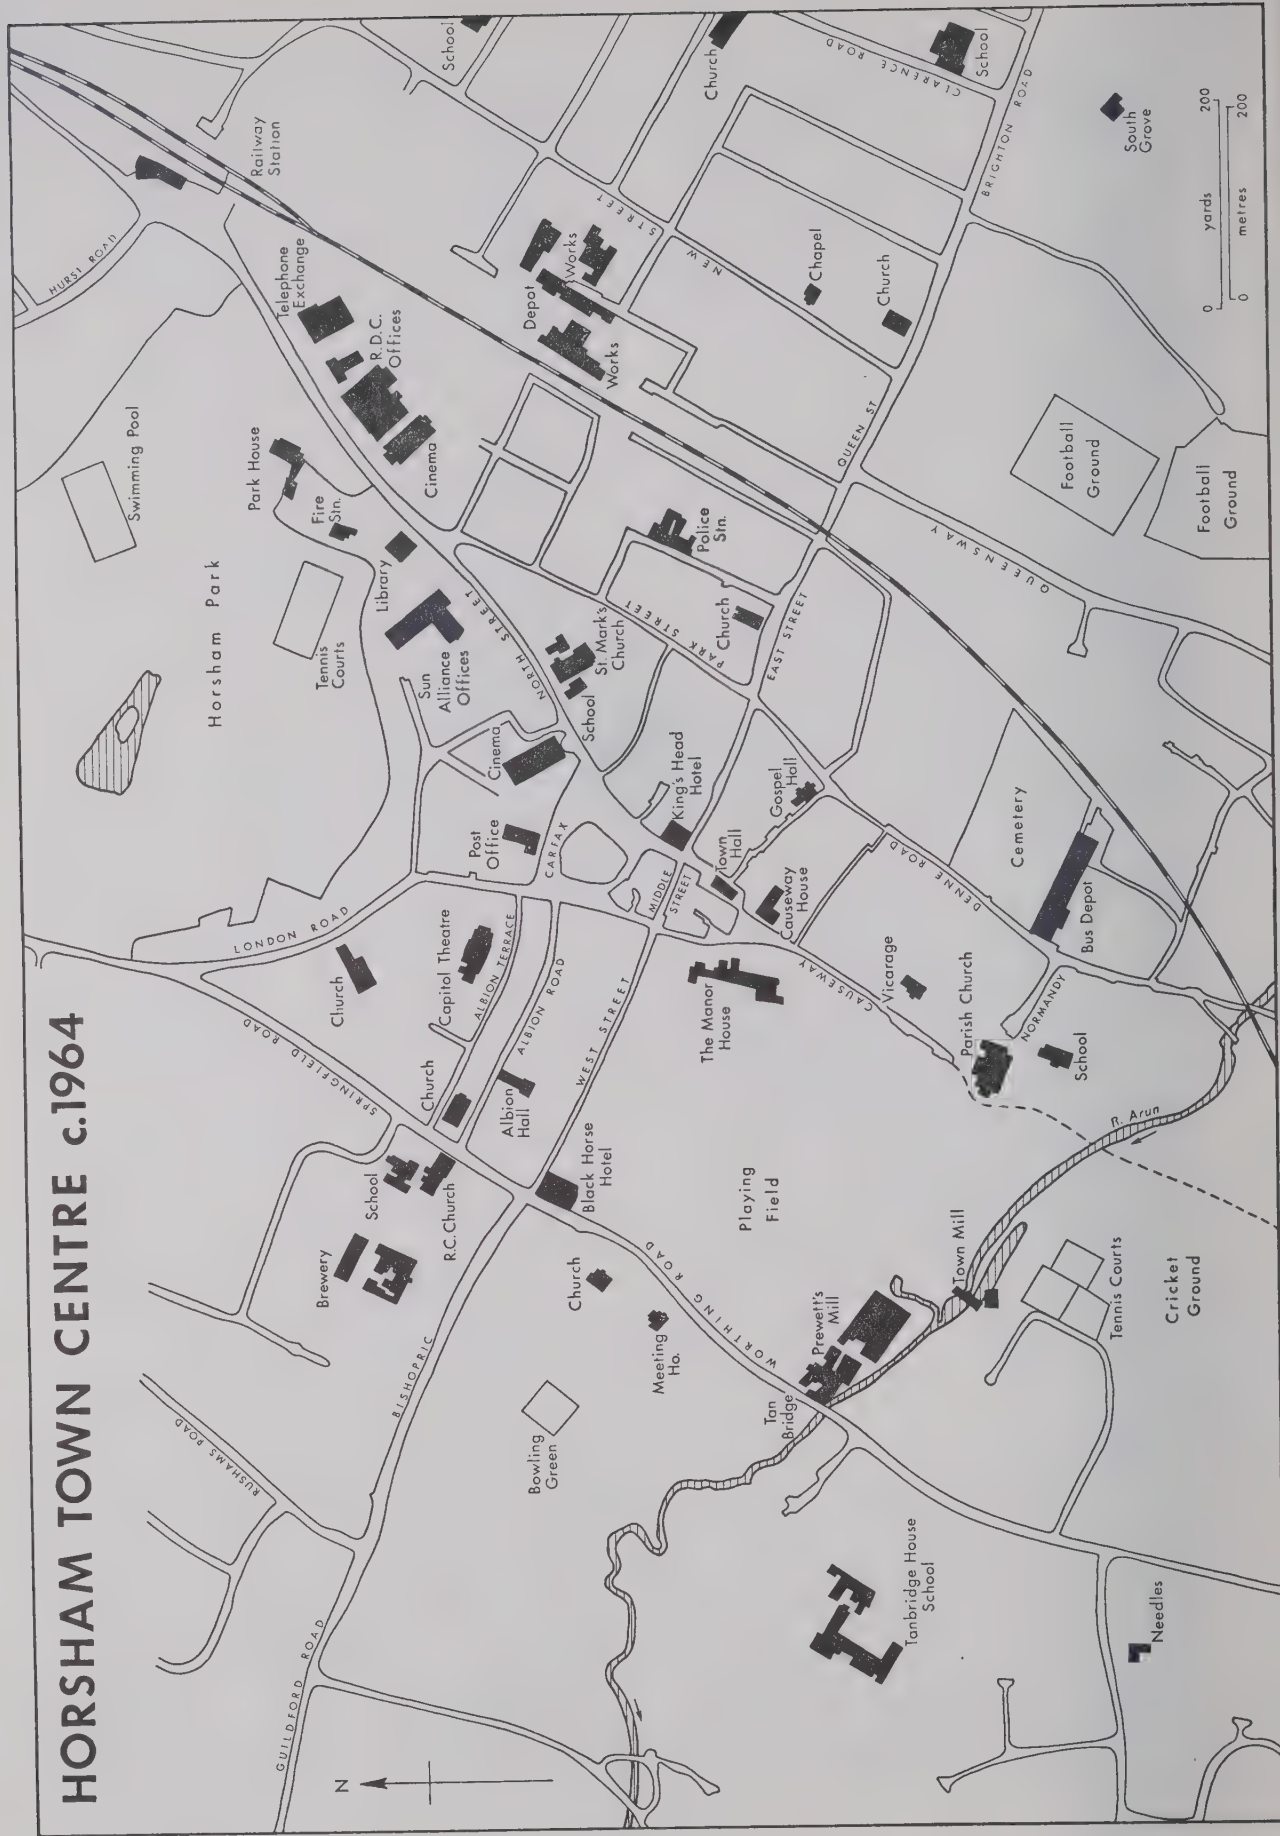 HORSHAM TOWN CENTRE c.1964
N
GUILDFORD ROAD
RUSHAMS ROAD
BISHOPRIC
Brewery
School
R.C. Church
SPRINGFIELD ROAD
LONDON ROAD
Church
Capitol Theatre
ALBION TERRACE
Church
ALBION ROAD
Albion
Hall
WEST STREET
Black Horse
Hotel
Bowling
Green
Church
Meeting
Ho.
WORTHING ROAD
Tan
Bridge
Prewett's
Mill
Playing
Field
Town Mill
Tanbridge House
School
Needles
Tennis Courts
Cricket
Ground
R. Arun
The Manor
House
CAUSEWAY
Vicarage
Parish Church
NORMANDY
School
Horsham Park
Swimming Pool
Tennis
Courts
Park House
Fire
Stn.
Library
Sun
Alliance
Offices
Cinema
Post
Office
CARFAX
NORTH STREET
School
St. Mark's
Church
King's Head
Hotel
MIDDLE
STREET
Town
Hall
Causeway
House
Gospel
Hall
DENNE ROAD
Cemetery
Bus Depot
HURST ROAD
Railway
Station
Telephone
Exchange
R.D.C.
Offices
Cinema
Depot
Works
Works
Police
Stn.
PARK STREET
Church
EAST STREET
QUEEN ST
QUEENSWAY
NEW STREET
Chapel
Church
School
Church
CLARENCE ROAD
School
BRIGHTON ROAD
South
Grove
Football
Ground
Football
Ground
0 yards 200
0 metres 200